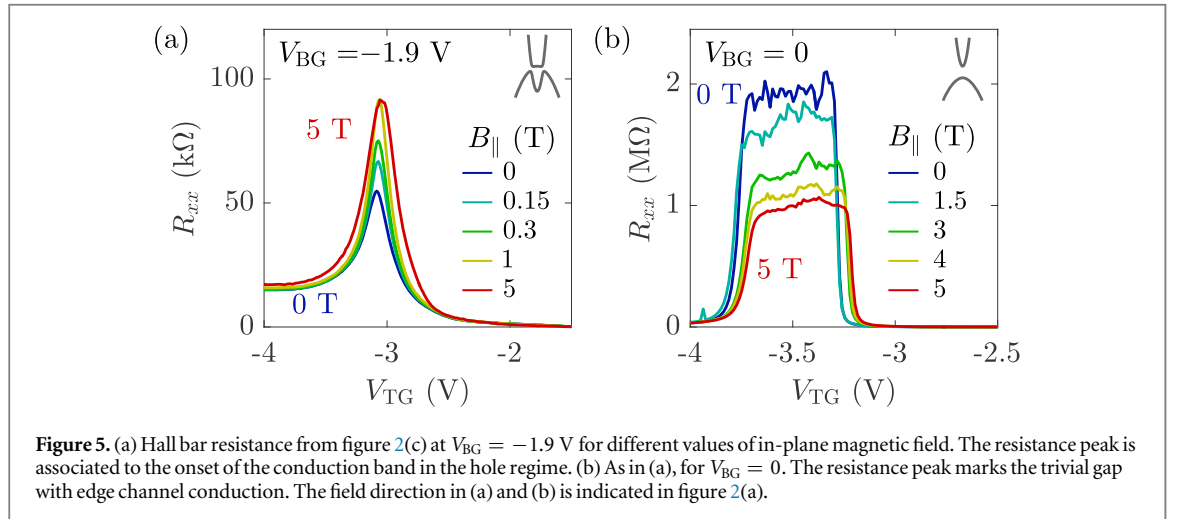 (a)
V_BG = −1.9 V
100
50
0
5 T
0 T
B_∥ (T)
0
0.15
0.3
1
5
R_xx (kΩ)
-4
-3
-2
V_TG (V)
(b)
V_BG = 0
2
1
0
0 T
5 T
B_∥ (T)
0
1.5
3
4
5
R_xx (MΩ)
-4
-3.5
-3
-2.5
V_TG (V)
Figure 5. (a) Hall bar resistance from figure 2(c) at V_BG = −1.9 V for different values of in-plane magnetic field. The resistance peak is
associated to the onset of the conduction band in the hole regime. (b) As in (a), for V_BG = 0. The resistance peak marks the trivial gap
with edge channel conduction. The field direction in (a) and (b) is indicated in figure 2(a).